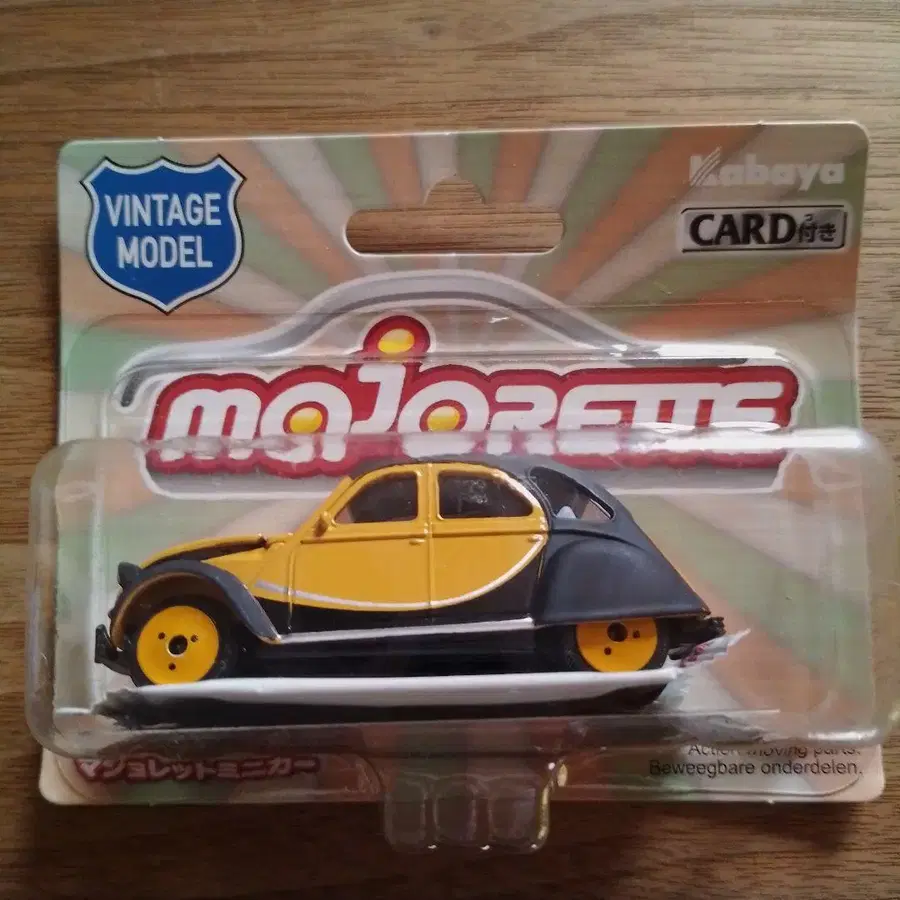 VINTAGE
MODEL
Kabaya
CARD付き
っ
majorette
マジョレットミニカー
Action moving parts.
Beweegbare onderdelen.